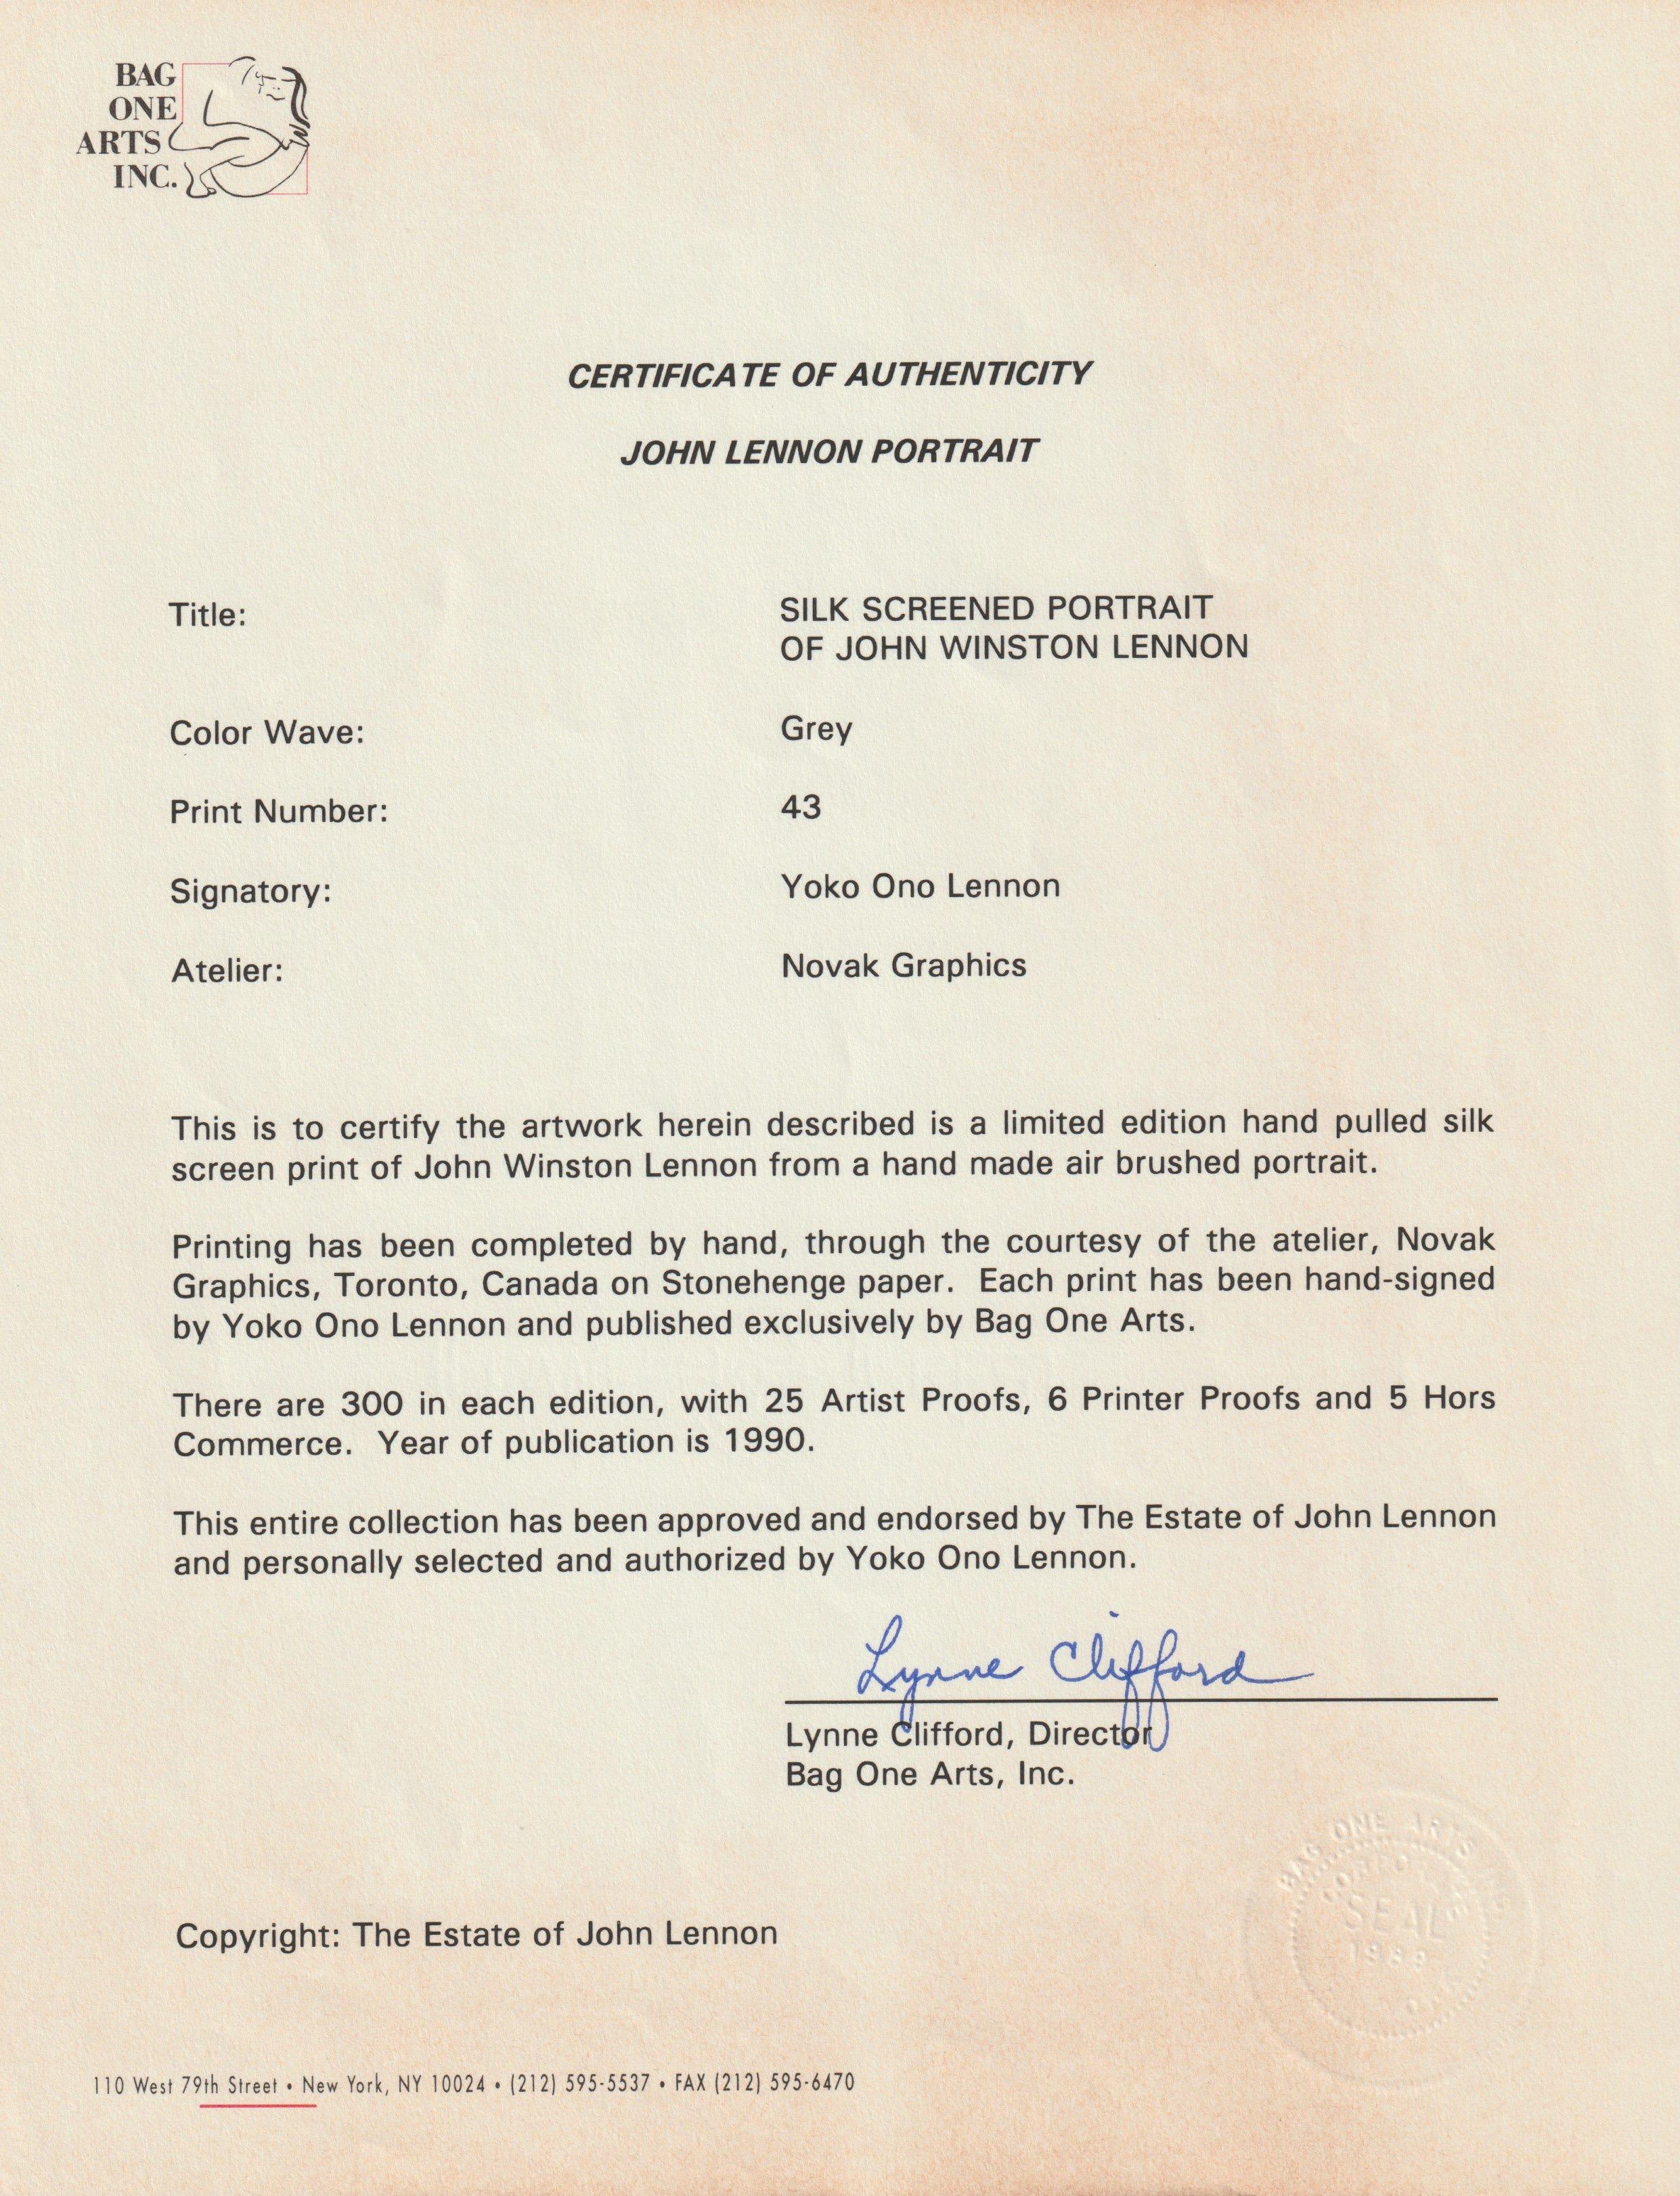 BAG
ONE
ARTS
INC.
CERTIFICATE OF AUTHENTICITY
JOHN LENNON PORTRAIT
Title: SILK SCREENED PORTRAIT
OF JOHN WINSTON LENNON
Color Wave: Grey
Print Number: 43
Signatory: Yoko Ono Lennon
Atelier: Novak Graphics
This is to certify the artwork herein described is a limited edition hand pulled silk
screen print of John Winston Lennon from a hand made air brushed portrait.
Printing has been completed by hand, through the courtesy of the atelier, Novak
Graphics, Toronto, Canada on Stonehenge paper. Each print has been hand-signed
by Yoko Ono Lennon and published exclusively by Bag One Arts.
There are 300 in each edition, with 25 Artist Proofs, 6 Printer Proofs and 5 Hors
Commerce. Year of publication is 1990.
This entire collection has been approved and endorsed by The Estate of John Lennon
and personally selected and authorized by Yoko Ono Lennon.
Lynne Clifford
Lynne Clifford, Director
Bag One Arts, Inc.
BAG ONE ARTS INC
SEAL
Copyright: The Estate of John Lennon
110 West 79th Street • New York, NY 10024 • (212) 595-5537 • FAX (212) 595-6470